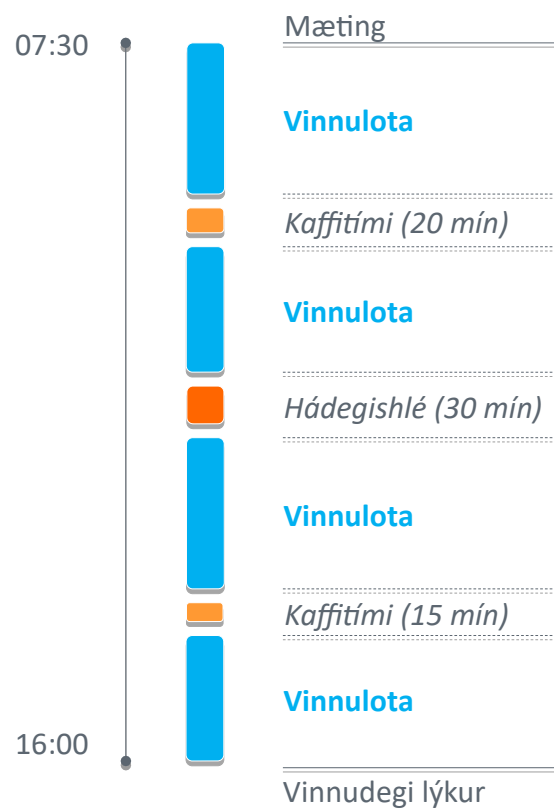 Mæting
07:30
Vinnulota
Kaffitími (20 mín)
Vinnulota
Hádegishlé (30 mín)
Vinnulota
Kaffitími (15 mín)
Vinnulota
16:00
Vinnudegi lýkur